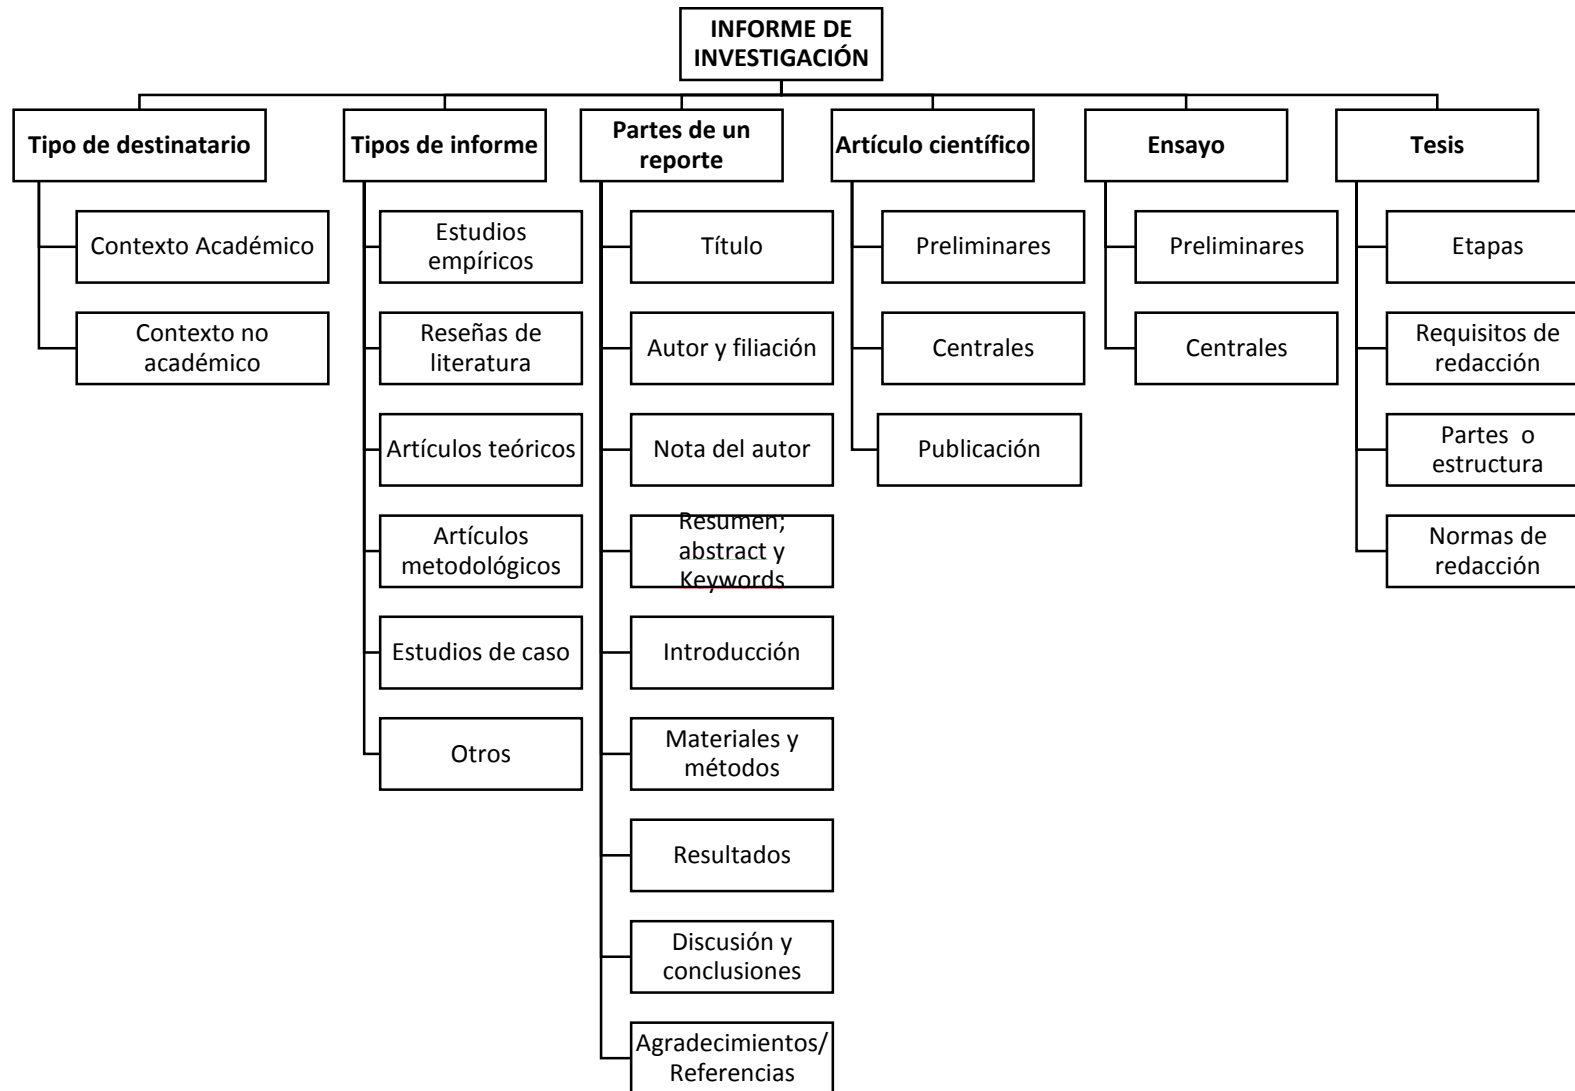 INFORME DE
INVESTIGACIÓN
Tipo de destinatario
Contexto Académico
Contexto no
académico
Tipos de informe
Estudios
empíricos
Reseñas de
literatura
Artículos teóricos
Artículos
metodológicos
Estudios de caso
Otros
Partes de un
reporte
Título
Autor y filiación
Nota del autor
Resumen;
abstract y
Keywords
Introducción
Materiales y
métodos
Resultados
Discusión y
conclusiones
Agradecimientos/
Referencias
Artículo científico
Preliminares
Centrales
Publicación
Ensayo
Preliminares
Centrales
Tesis
Etapas
Requisitos de
redacción
Partes o
estructura
Normas de
redacción